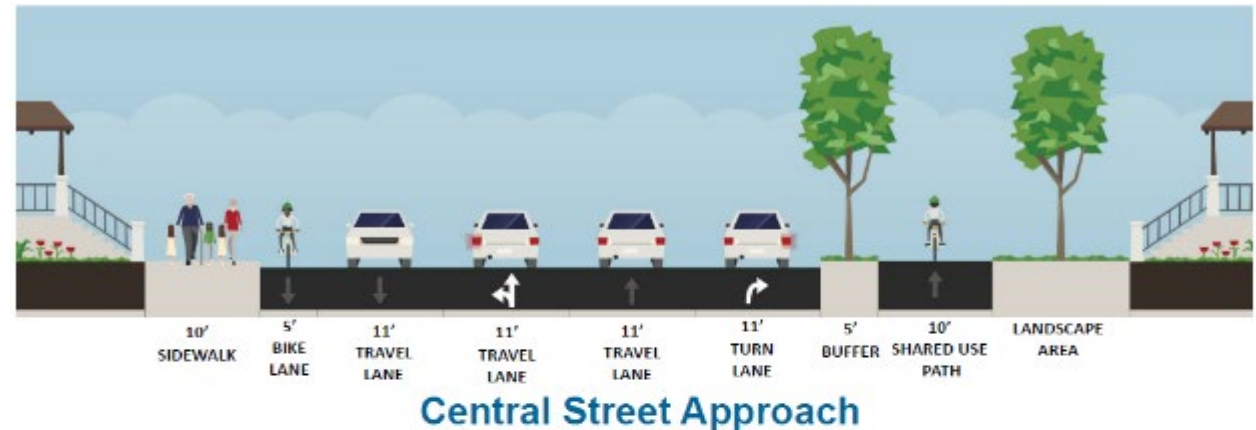 10'
SIDEWALK
5'
BIKE
LANE
11'
TRAVEL
LANE
11'
TRAVEL
LANE
11'
TRAVEL
LANE
11'
TURN
LANE
5'
BUFFER
10'
SHARED USE
PATH
LANDSCAPE
AREA
Central Street Approach